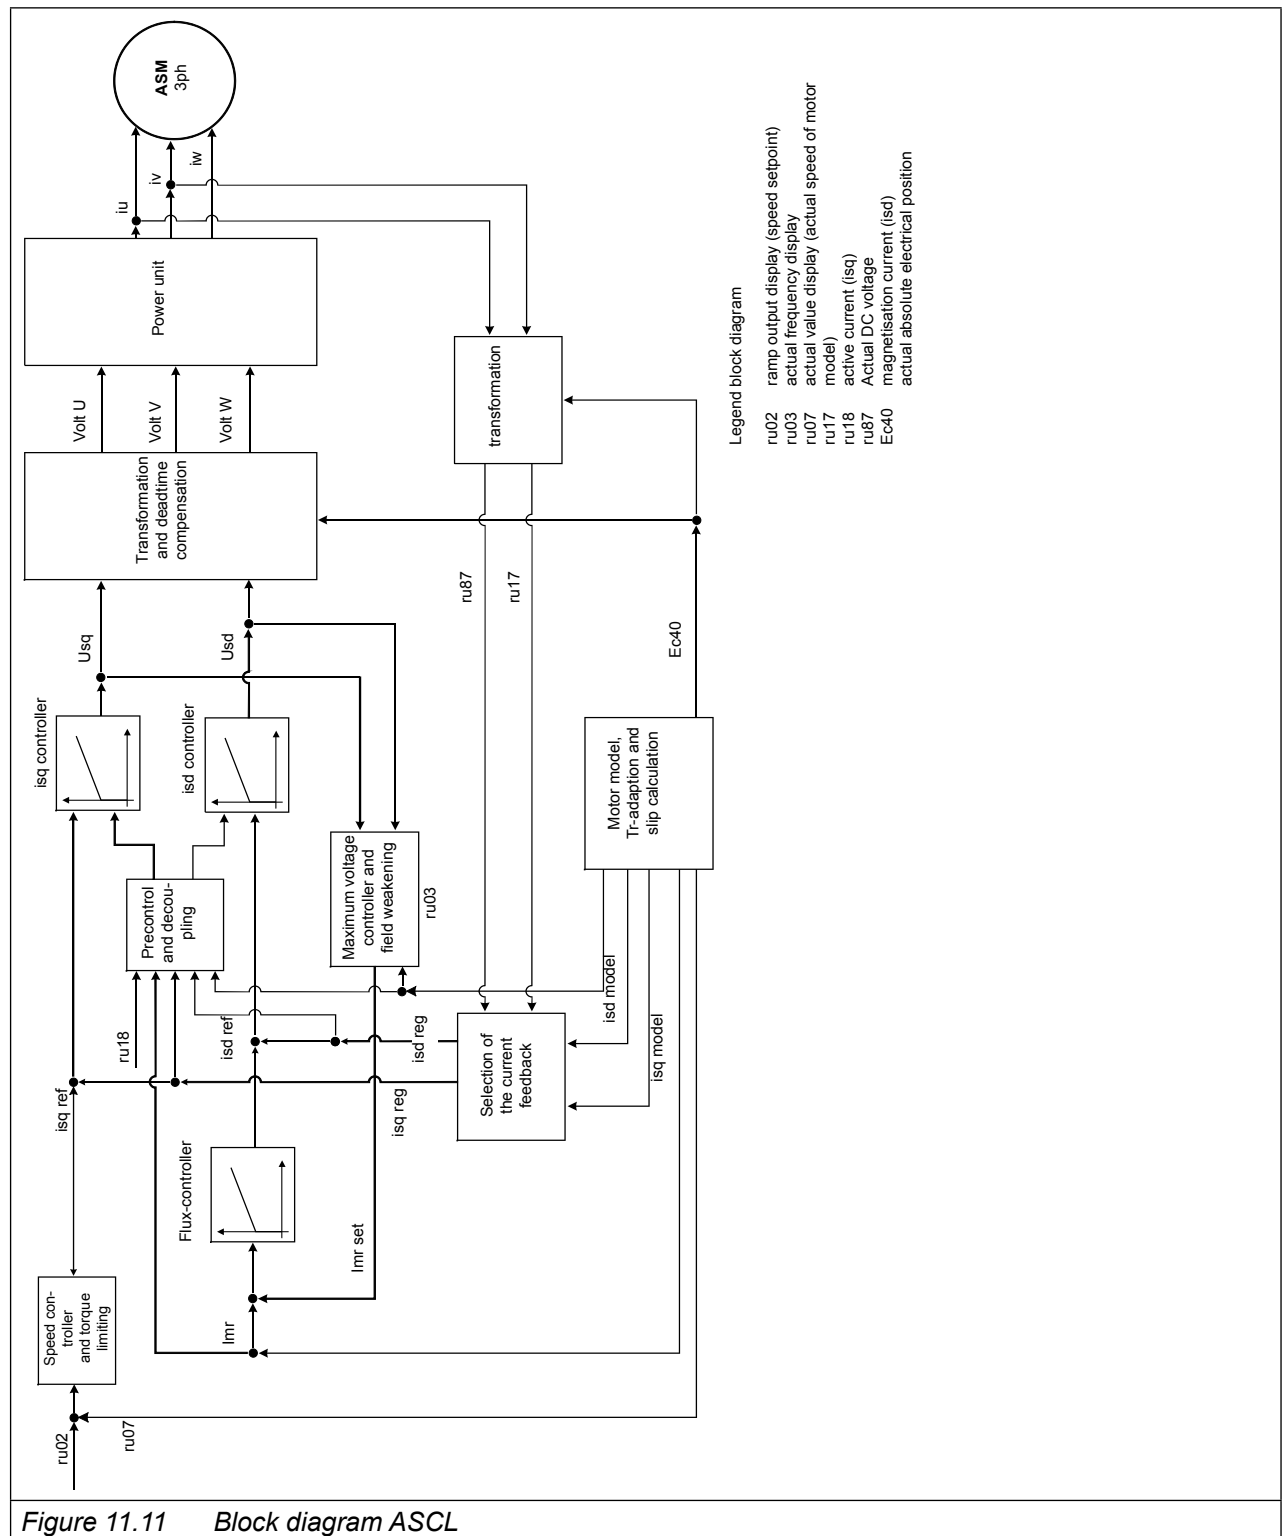 ASM
3ph
iu
iv
iw
Power unit
Volt U
Volt V
Volt W
Transformation
and deadtime
compensation
transformation
Usq
Usd
ru87
ru17
Ec40
isq controller
isd controller
Precontrol
and decou-
pling
Maximum voltage
controller and
field weakening
ru03
Motor model,
Tr-adaption and
slip calculation
ru18
isd ref
isd reg
isq ref
isq reg
isd model
isq model
Selection of
the current
feedback
Flux-controller
Imr set
Imr
Speed con-
troller
and torque
limiting
ru02
ru07
Legend block diagram
ru02 ramp output display (speed setpoint)
ru03 actual frequency display
ru07 actual value display (actual speed of motor
ru17 model)
ru18 active current (isq)
ru87 Actual DC voltage
Ec40 magnetisation current (isd)
actual absolute electrical position
Figure 11.11 Block diagram ASCL